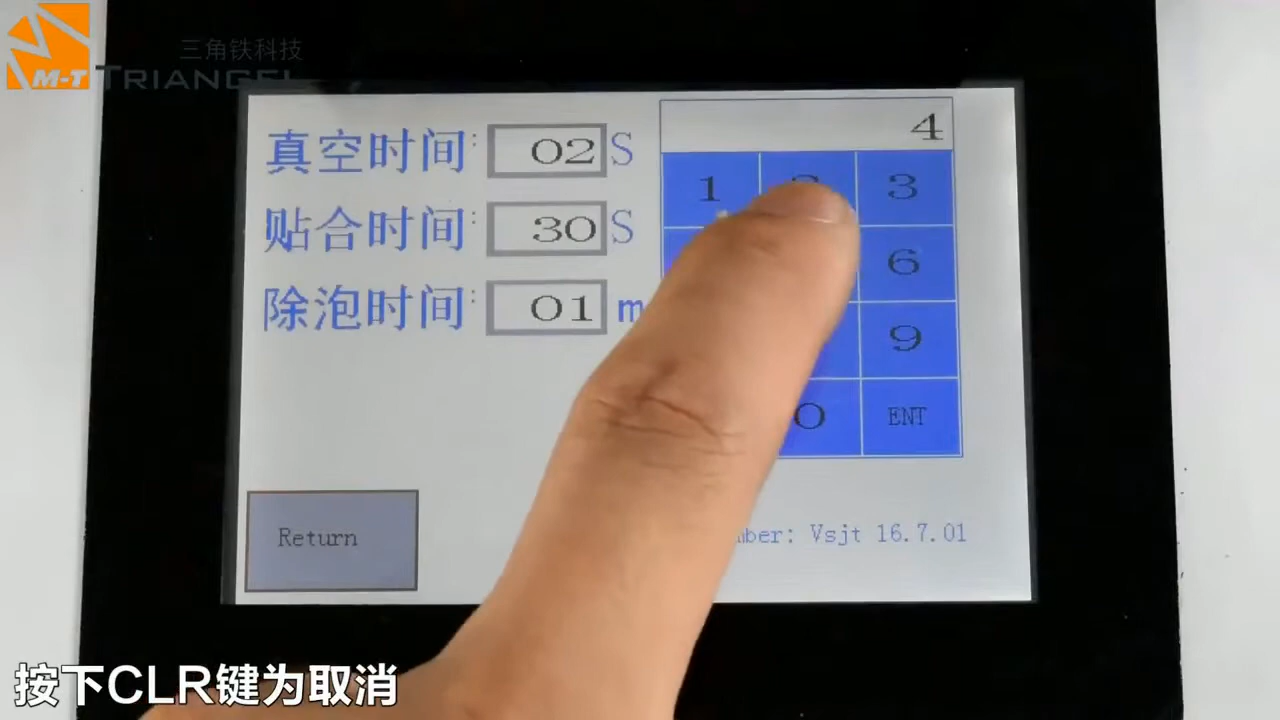 三角铁科技
M-T TRIANGEL
真空时间: 02 S
贴合时间: 30 S
除泡时间: 01 m
4
1 3
6
9
0 ENT
Return
mber: Vsjt 16.7.01
按下CLR键为取消